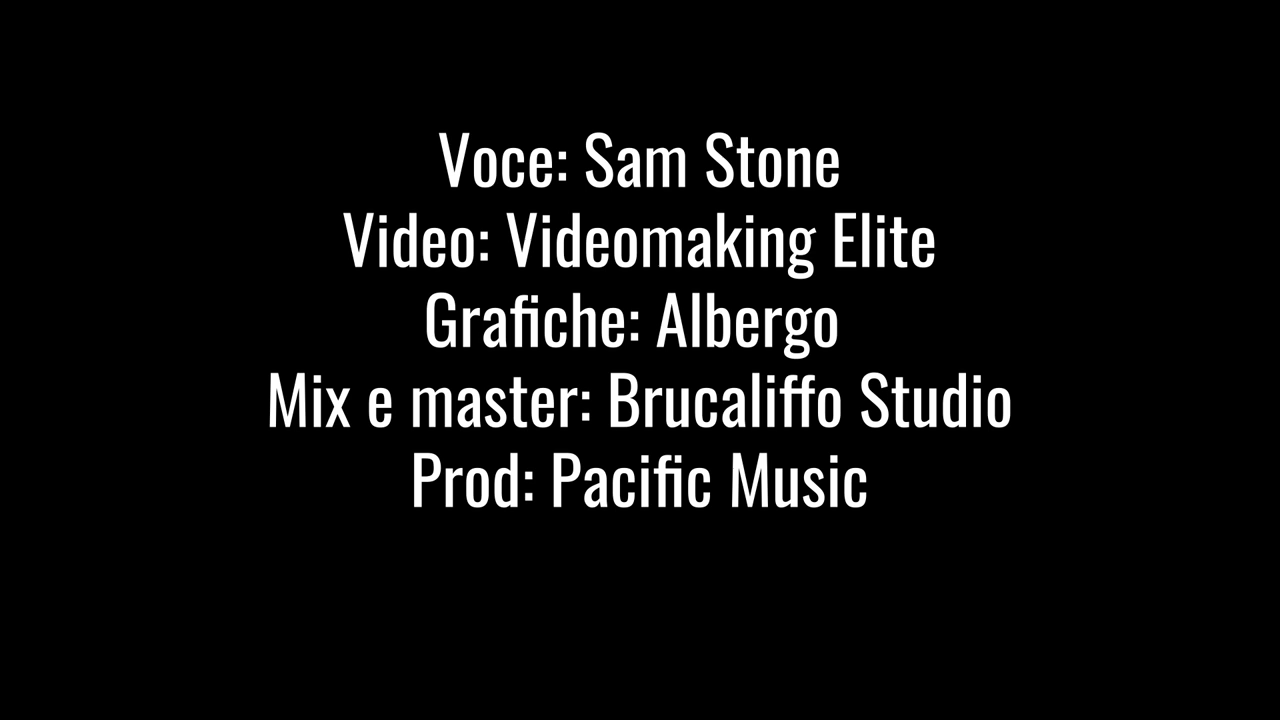 Voce: Sam Stone
Video: Videomaking Elite
Grafiche: Albergo
Mix e master: Brucaliffo Studio
Prod: Pacific Music